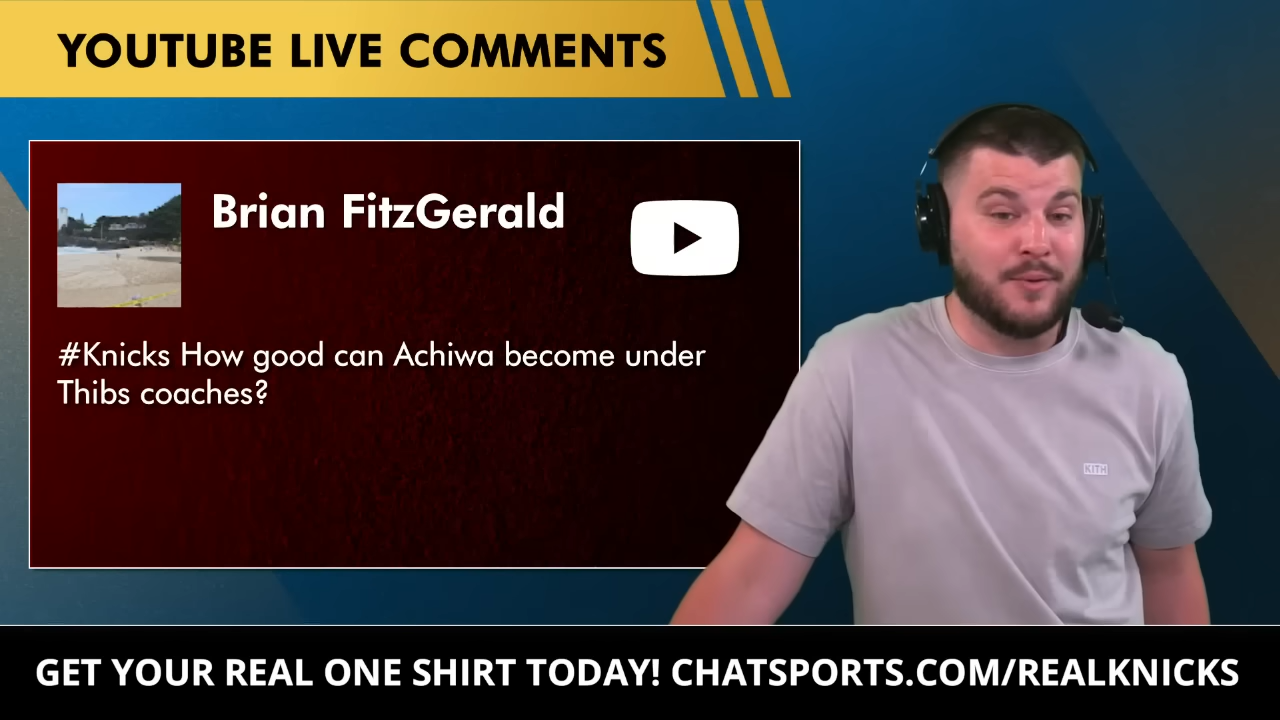 YOUTUBE LIVE COMMENTS
Brian FitzGerald
#Knicks How good can Achiwa become under
Thibs coaches?
KITH
GET YOUR REAL ONE SHIRT TODAY! CHATSPORTS.COM/REALKNICKS